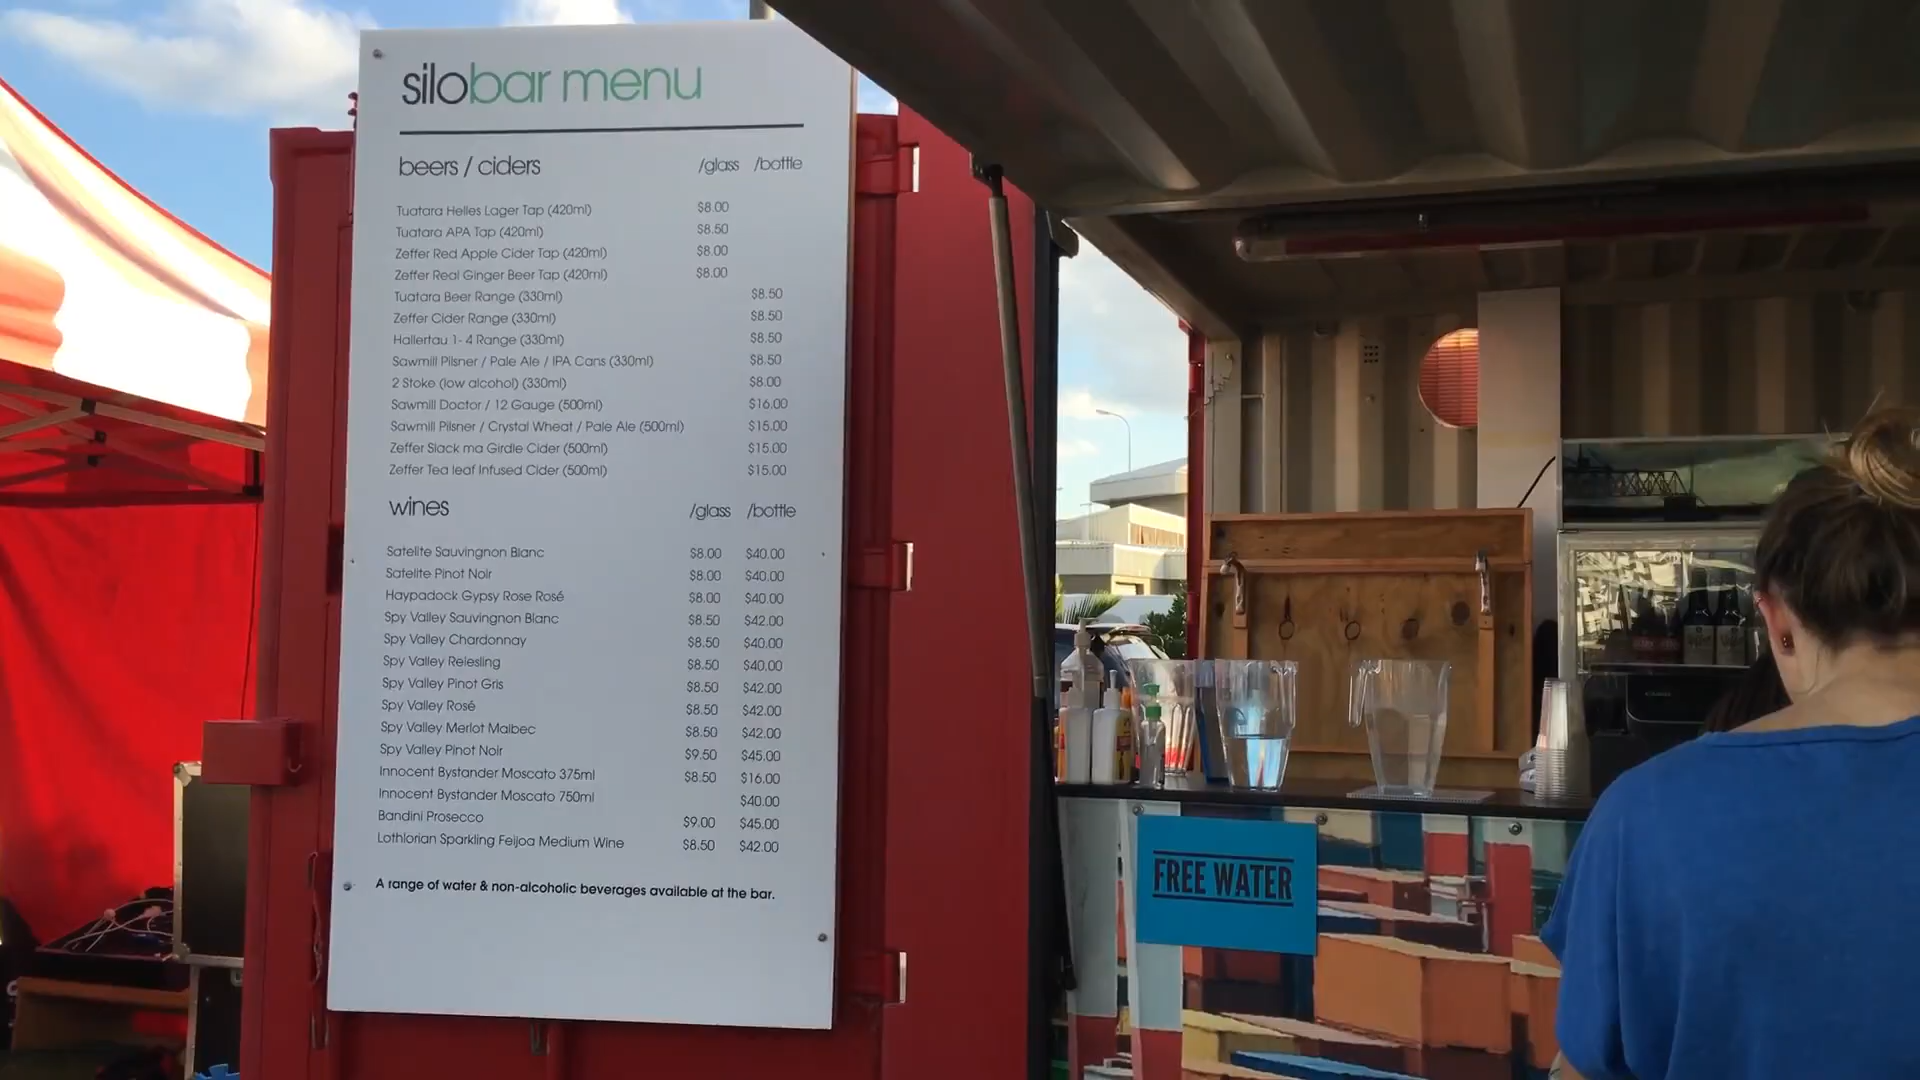 silobar menu
beers / ciders /glass /bottle
Tuatara Helles Lager Tap (420ml) $8.00
Tuatara APA Tap (420ml) $8.50
Zeffer Red Apple Cider Tap (420ml) $8.00
Zeffer Real Ginger Beer Tap (420ml) $8.00
Tuatara Beer Range (330ml) $8.50
Zeffer Cider Range (330ml) $8.50
Hallertau 1- 4 Range (330ml) $8.50
Sawmill Pilsner / Pale Ale / IPA Cans (330ml) $8.50
2 Stoke (low alcohol) (330ml) $8.00
Sawmill Doctor / 12 Gauge (500ml) $16.00
Sawmill Pilsner / Crystal Wheat / Pale Ale (500ml) $15.00
Zeffer Slack ma Girdle Cider (500ml) $15.00
Zeffer Tea leaf Infused Cider (500ml) $15.00
wines /glass /bottle
Satelite Sauvingnon Blanc $8.00 $40.00
Satelite Pinot Noir $8.00 $40.00
Haypadock Gypsy Rose Rosé $8.00 $40.00
Spy Valley Sauvingnon Blanc $8.50 $42.00
Spy Valley Chardonnay $8.50 $40.00
Spy Valley Reiesling $8.50 $40.00
Spy Valley Pinot Gris $8.50 $42.00
Spy Valley Rosé $8.50 $42.00
Spy Valley Merlot Malbec $8.50 $42.00
Spy Valley Pinot Noir $9.50 $45.00
Innocent Bystander Moscato 375ml $8.50 $16.00
Innocent Bystander Moscato 750ml $40.00
Bandini Prosecco $9.00 $45.00
Lothlorian Sparkling Feijoa Medium Wine $8.50 $42.00
A range of water & non-alcoholic beverages available at the bar.
FREE WATER